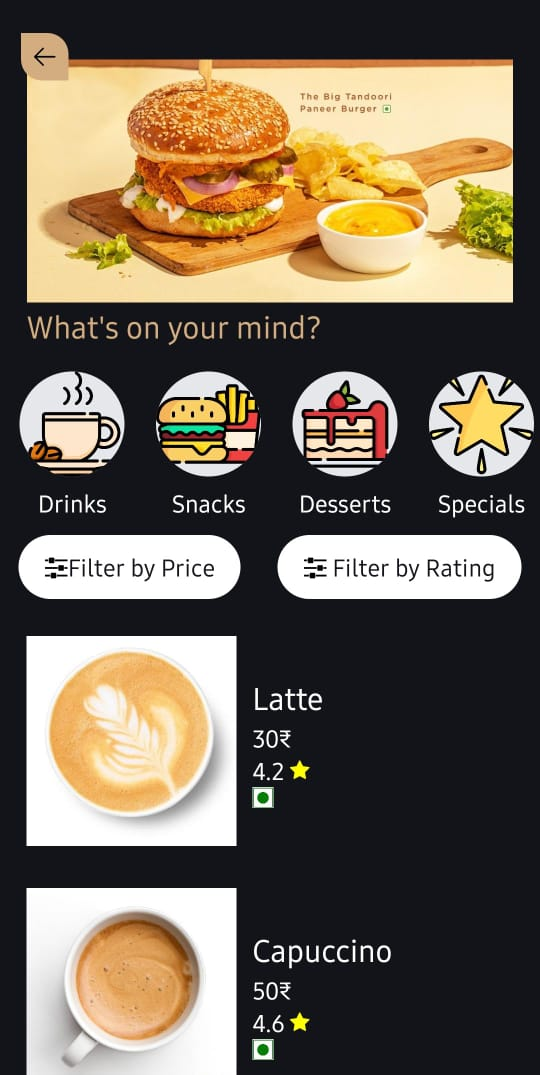 The Big Tandoori
Paneer Burger
What's on your mind?
Drinks
Snacks
Desserts
Specials
Filter by Price
Filter by Rating
Latte
30₹
4.2
Capuccino
50₹
4.6